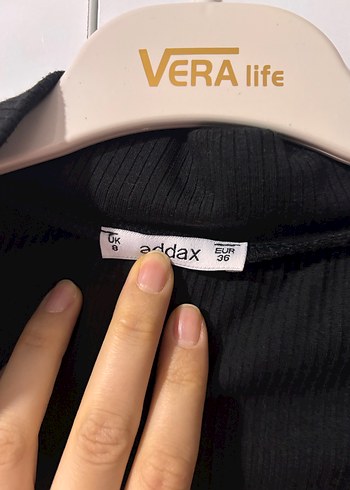 VERA life
UK
8
addax
EUR
36